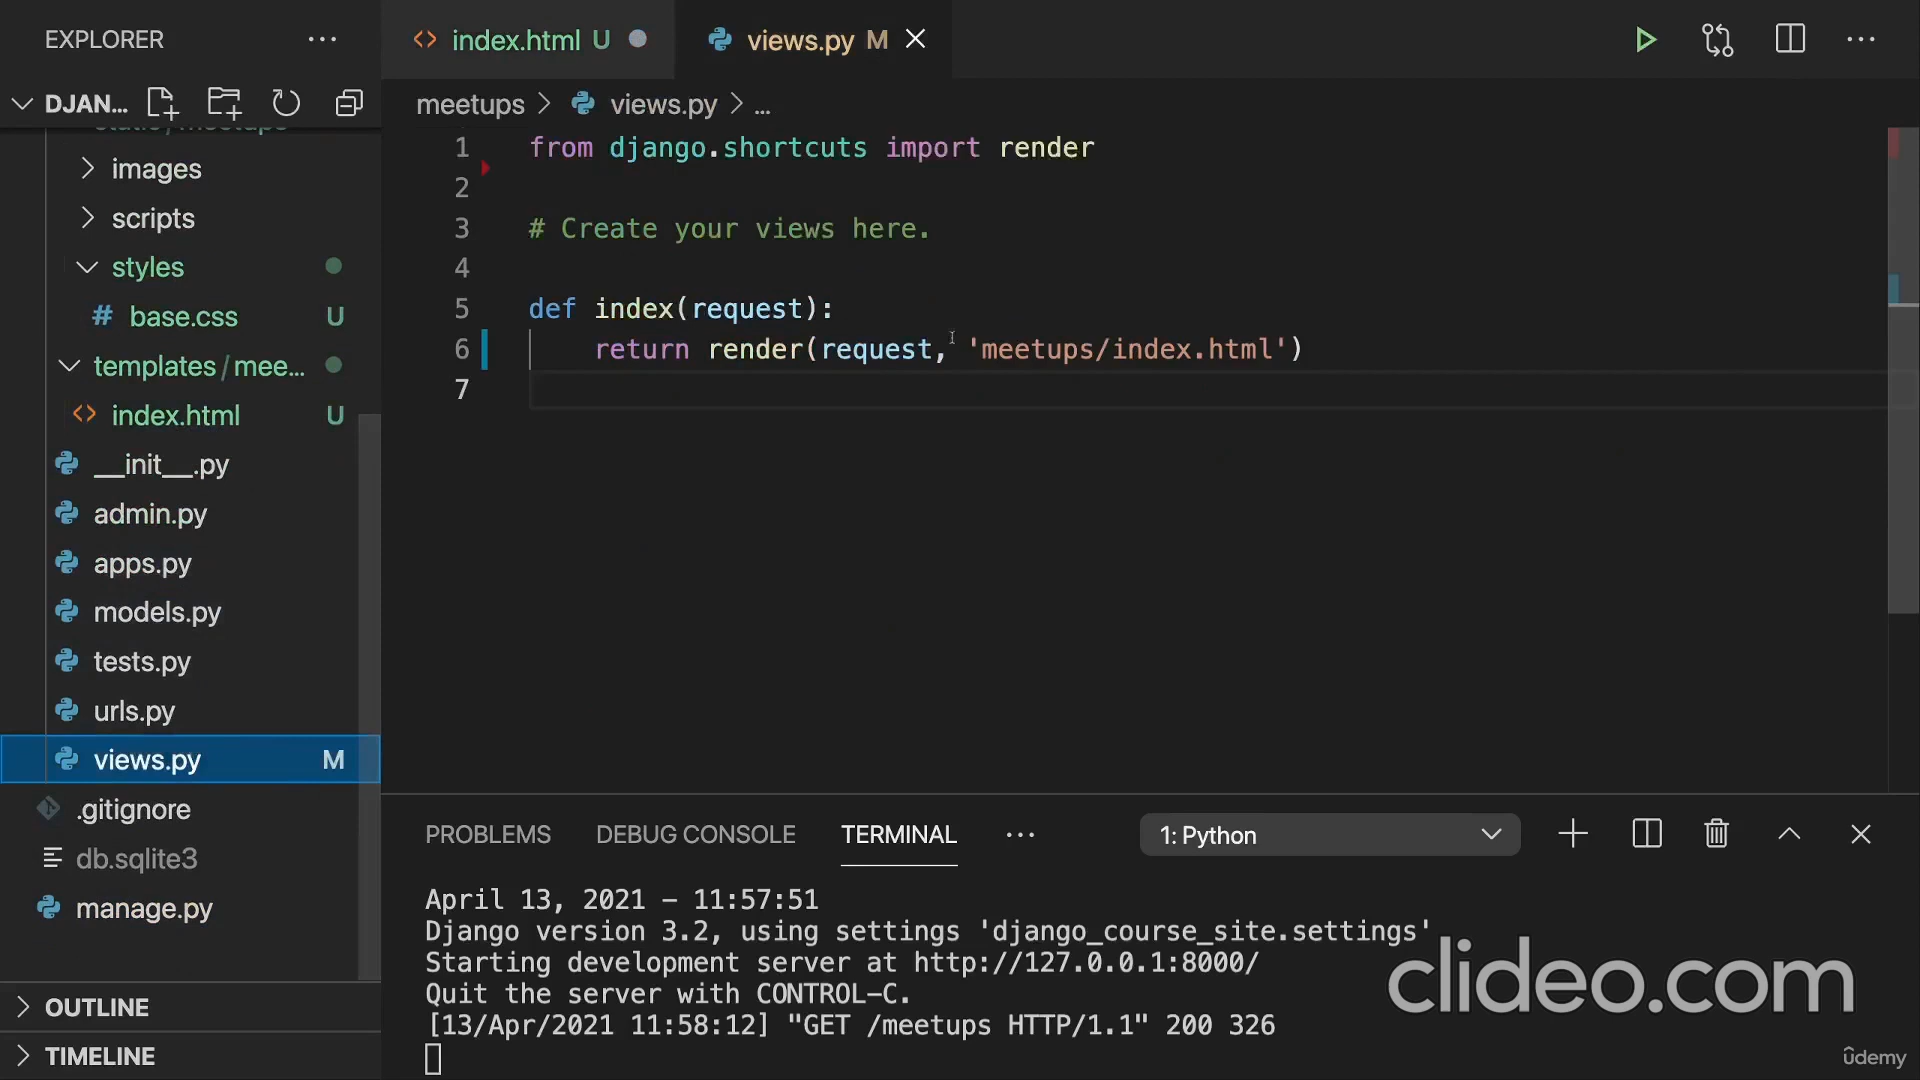 EXPLORER
DJAN...
static/meetups
images
scripts
styles
# base.css U
templates/mee...
<> index.html U
__init__.py
admin.py
apps.py
models.py
tests.py
urls.py
views.py M
.gitignore
db.sqlite3
manage.py
OUTLINE
TIMELINE
<> index.html U
views.py M
meetups > views.py > ...
1 from django.shortcuts import render
2
3 # Create your views here.
4
5 def index(request):
6 return render(request, 'meetups/index.html')
7
PROBLEMS DEBUG CONSOLE TERMINAL ... 1: Python
April 13, 2021 - 11:57:51
Django version 3.2, using settings 'django_course_site.settings'
Starting development server at http://127.0.0.1:8000/
Quit the server with CONTROL-C.
[13/Apr/2021 11:58:12] "GET /meetups HTTP/1.1" 200 326
clideo.com
ûdemy